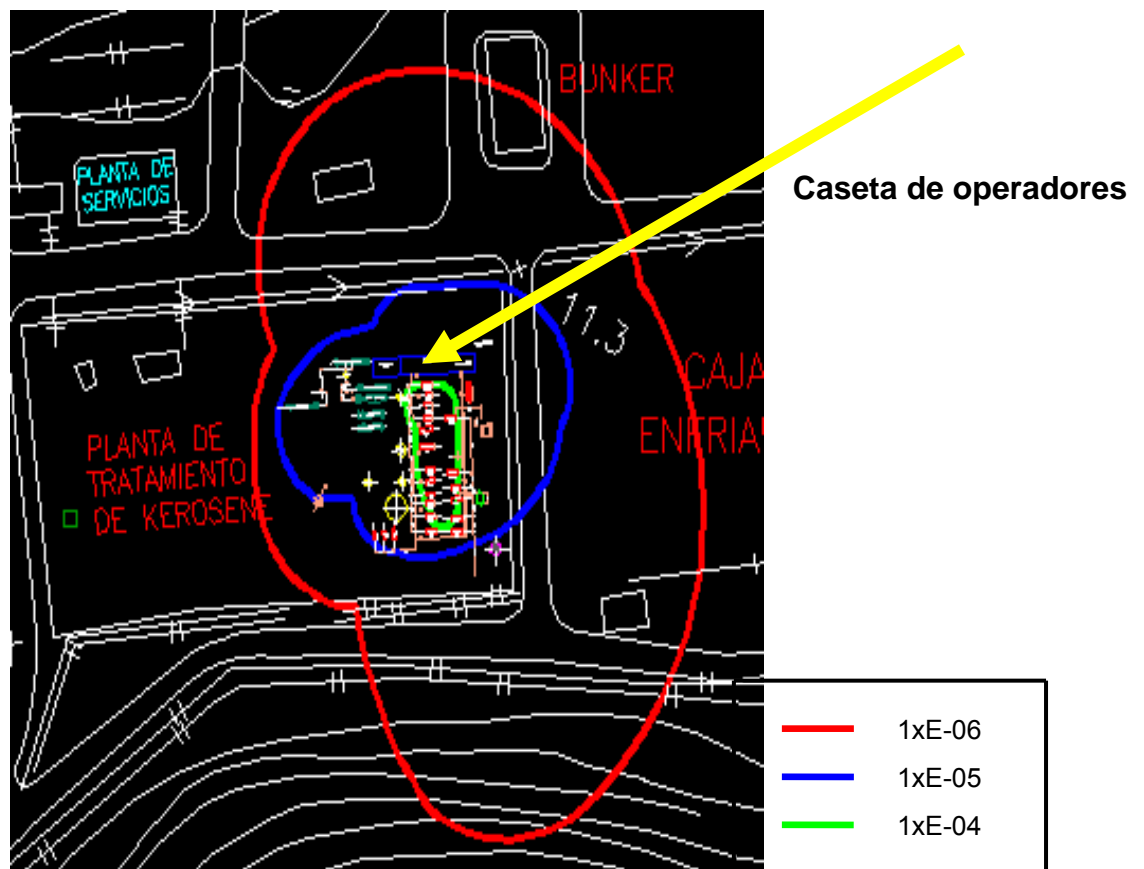 BUNKER
Caseta de operadores
PLANTA DE
SERVICIOS
11.3
CAJA
ENFRIA
PLANTA DE
TRATAMIENTO
DE KEROSENE
1xE-06
1xE-05
1xE-04